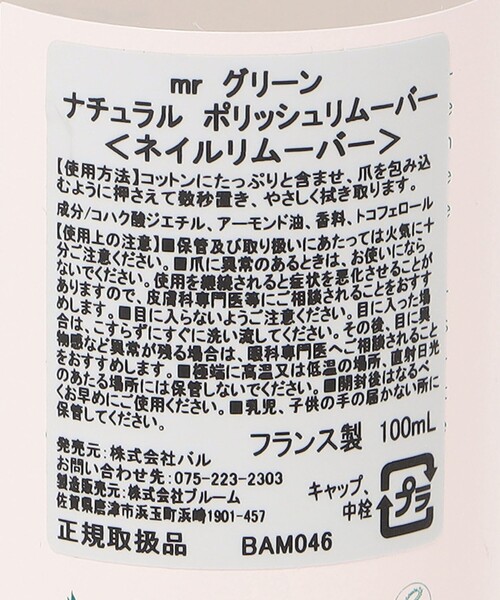 mr グリーン
ナチュラル ポリッシュリムーバー
＜ネイルリムーバー＞
【使用方法】コットンにたっぷりと含ませ、爪を包み込
むように押さえて数秒置き、やさしく拭き取ります。
成分/コハク酸ジエチル、アーモンド油、香料、トコフェロール
【使用上の注意】■保管及び取り扱いにあたっては火気に十
分ご注意ください。■爪に異常のあるときは、お使いになら
ないでください。使用を継続されると症状を悪化させることが
ありますので、皮膚科専門医等にご相談されることをおすす
めします。■目に入らないようご注意ください。目に入った場
合は、こすらずにすぐに洗い流してください。その後、目に異
物感など異常が残る場合は、眼科専門医へご相談されること
をおすすめします。■極端に高温又は低温の場所、直射日光
のあたる場所には保管しないでください。■開封後はなるべ
くお早めにご使用ください。■乳児、子供の手の届かない所に
保管してください。
フランス製 100mL
発売元：株式会社バル
お問い合わせ先：075-223-2303
製造販売元：株式会社ブルーム
佐賀県唐津市浜玉町浜崎1901-457
キャップ、
中栓
プラ
正規取扱品 BAM046